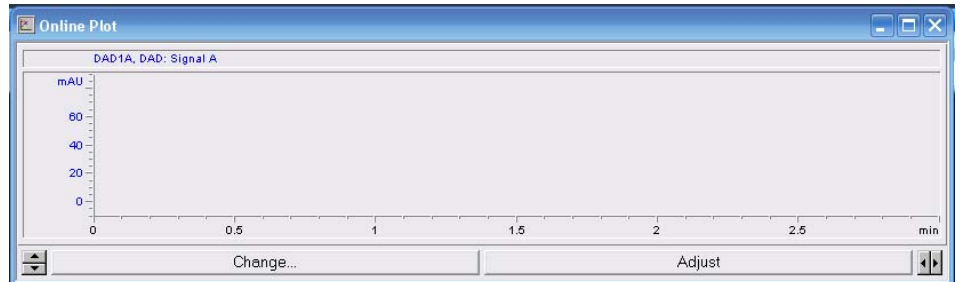 Online Plot
DAD1A, DAD: Signal A
mAU
60
40
20
0
0 0.5 1 1.5 2 2.5 min
Change... Adjust